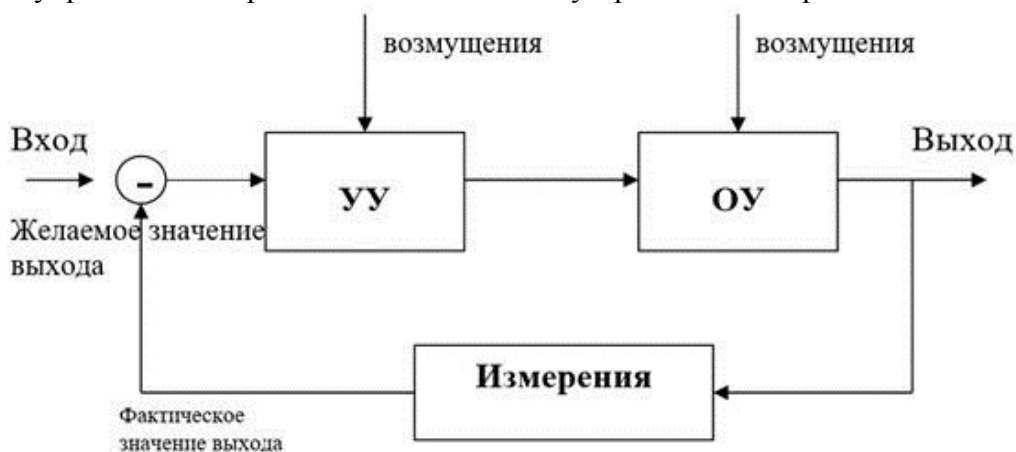 возмущения
возмущения
Вход
Выход
-
УУ
ОУ
Желаемое значение
выхода
Измерения
Фактическое
значение выхода